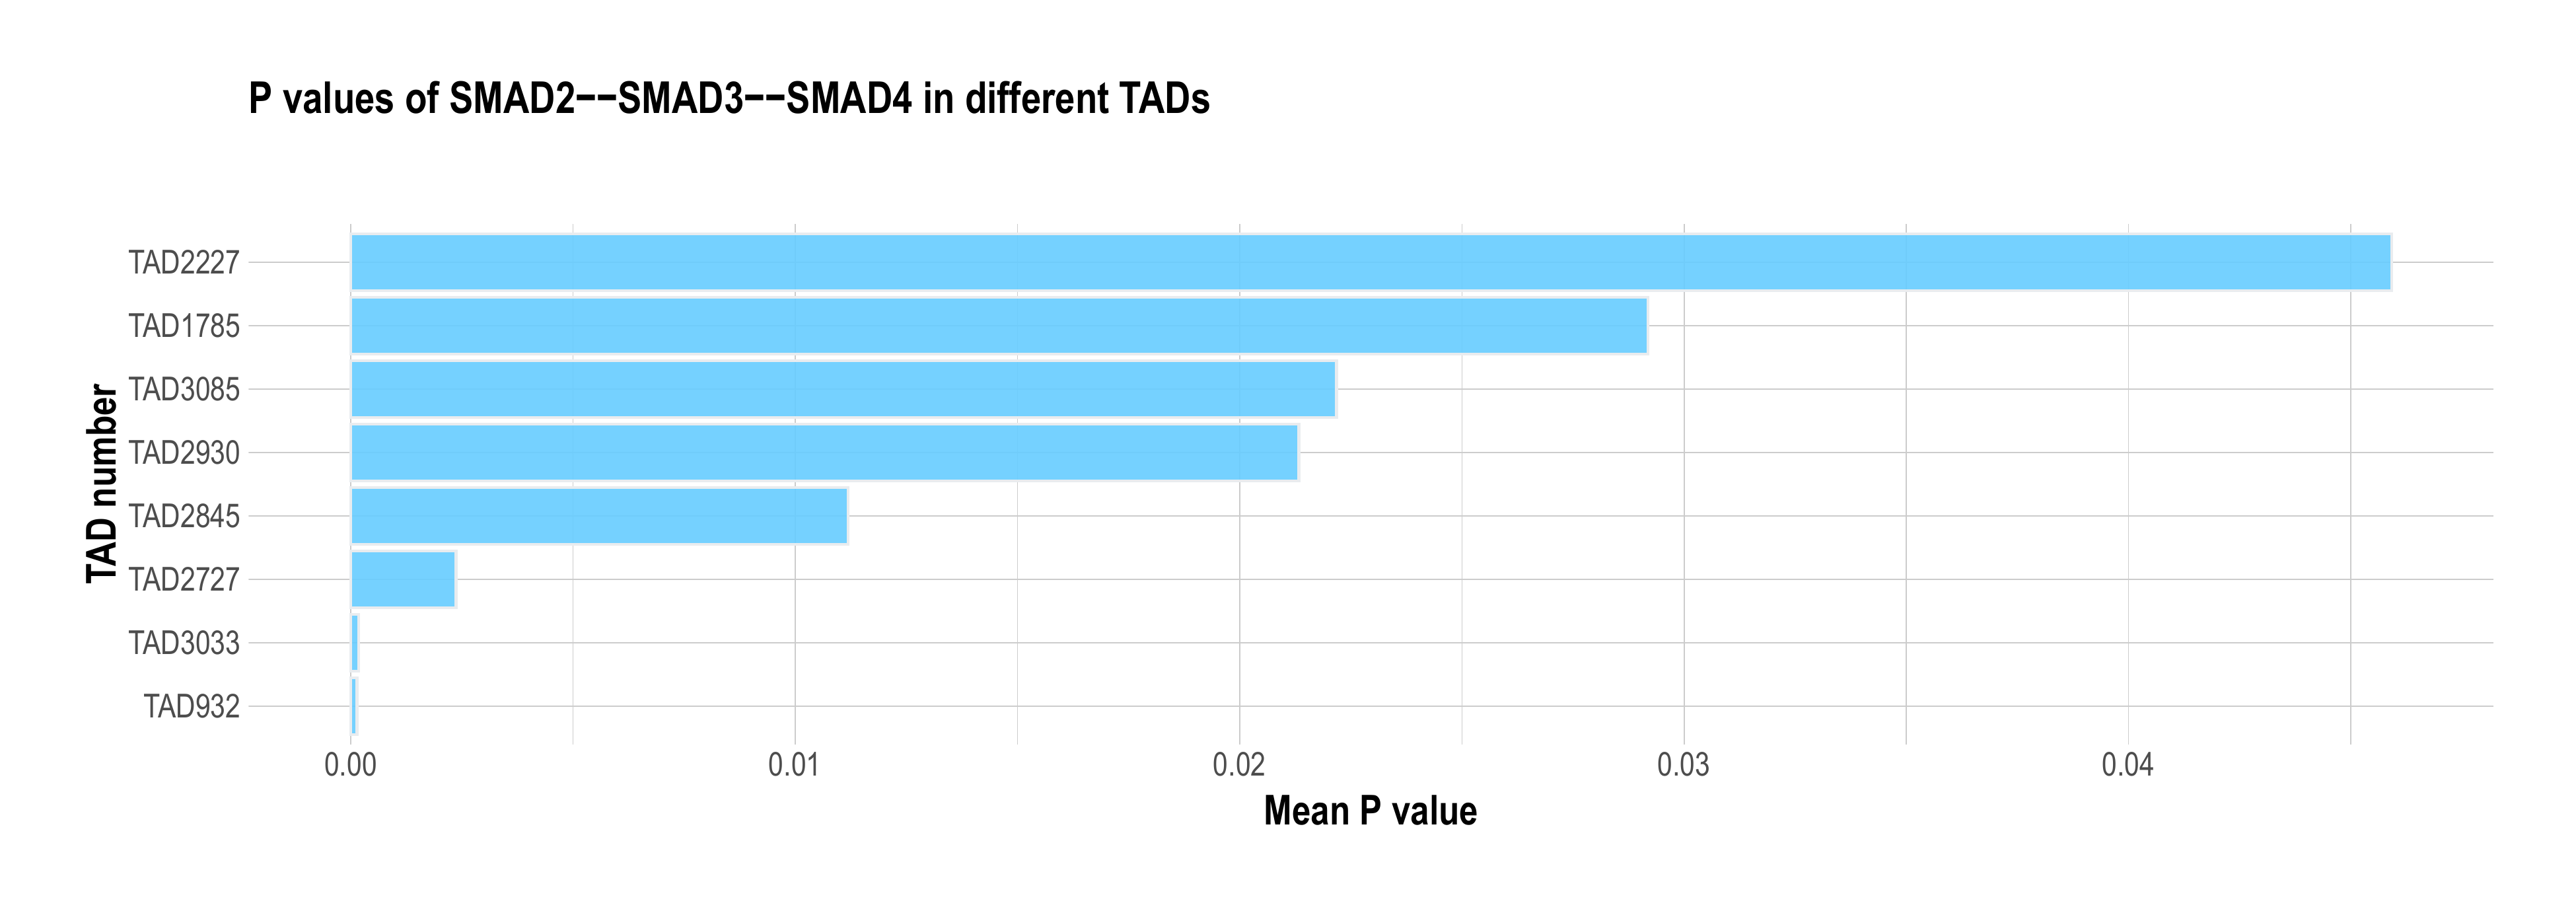 P values of SMAD2−−SMAD3−−SMAD4 in different TADs
TAD number
TAD2227
TAD1785
TAD3085
TAD2930
TAD2845
TAD2727
TAD3033
TAD932
0.00 0.01 0.02 0.03 0.04
Mean P value